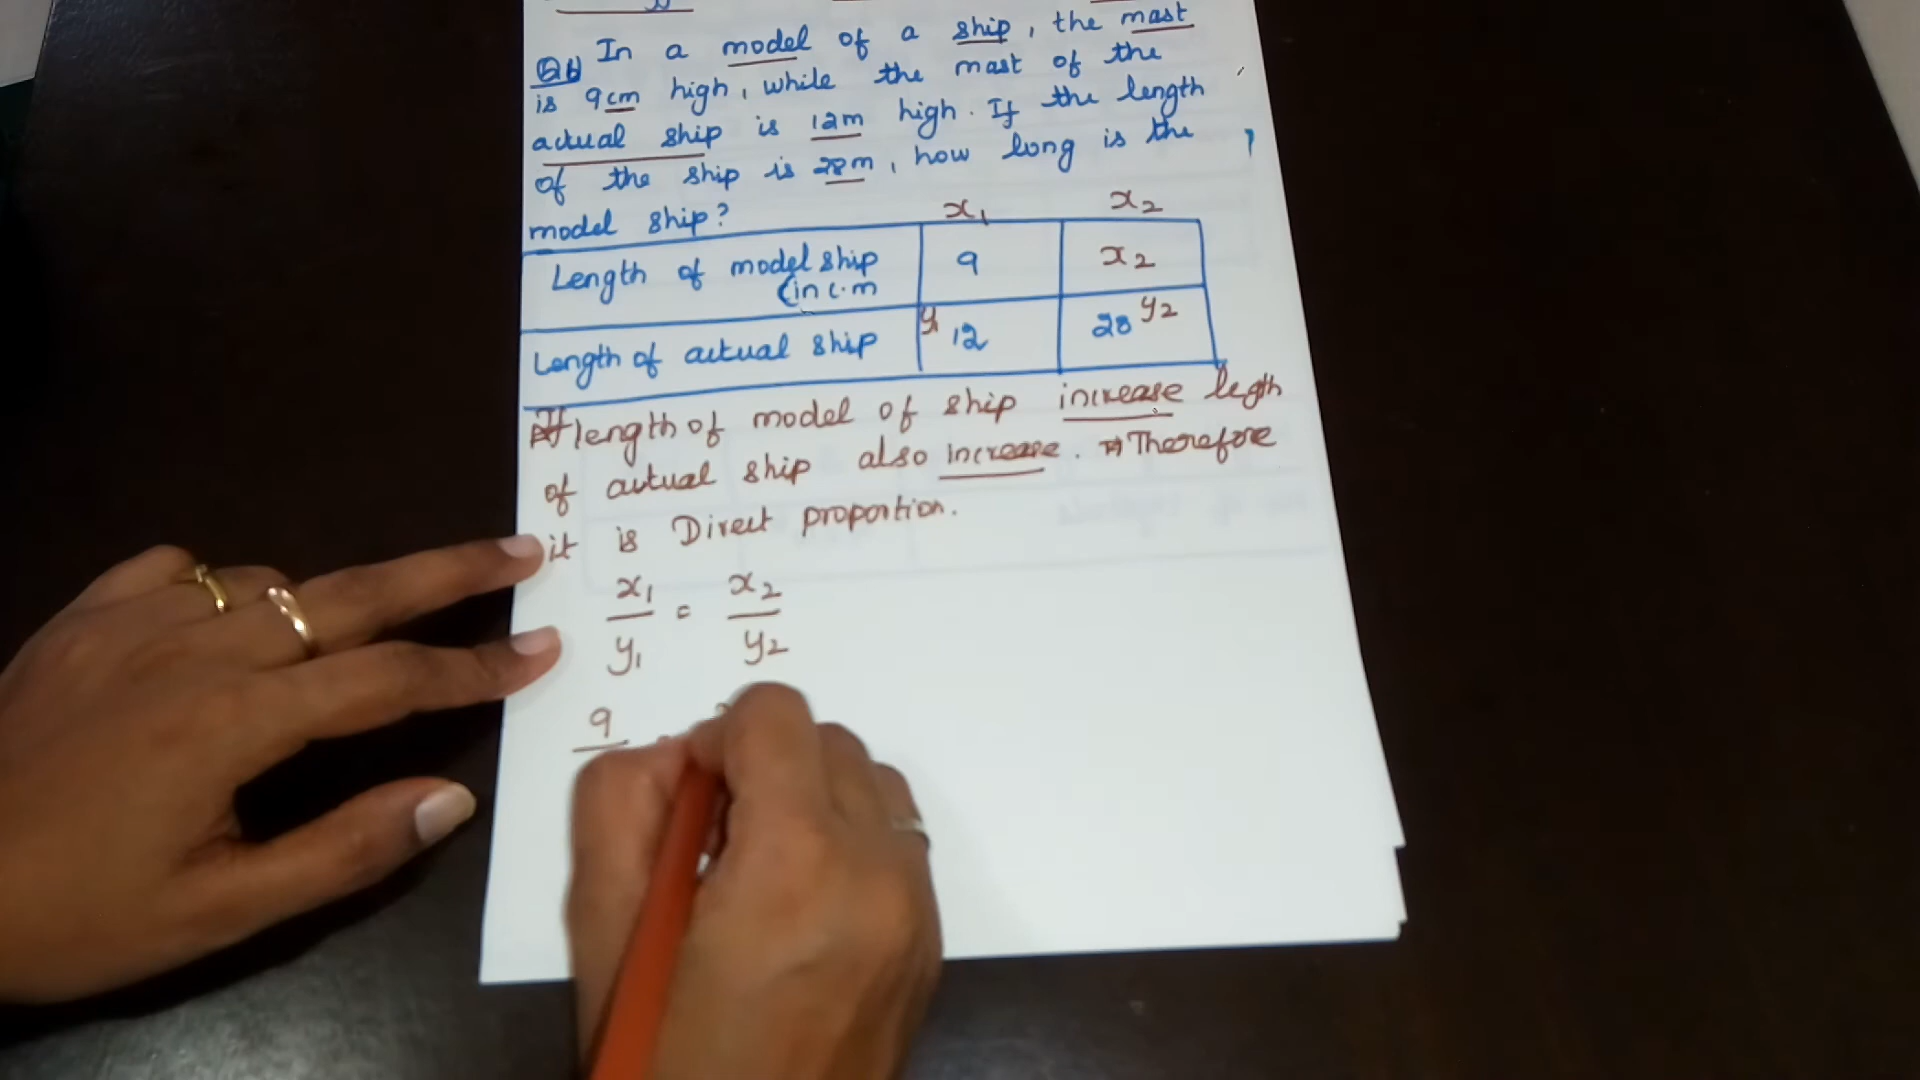 In a model of a ship, the mast
is 9cm high, while the mast of the
actual ship is 12m high. If the length
of the ship is 28m, how long is the
model ship?
x₁ x₂
Length of model ship 9 x₂
(in c.m
Length of actual ship y₁ 12 28 y₂
If length of model of ship increase legth
of actual ship also increase. Therefore
it is Direct proportion.
x₁/y₁ = x₂/y₂
9